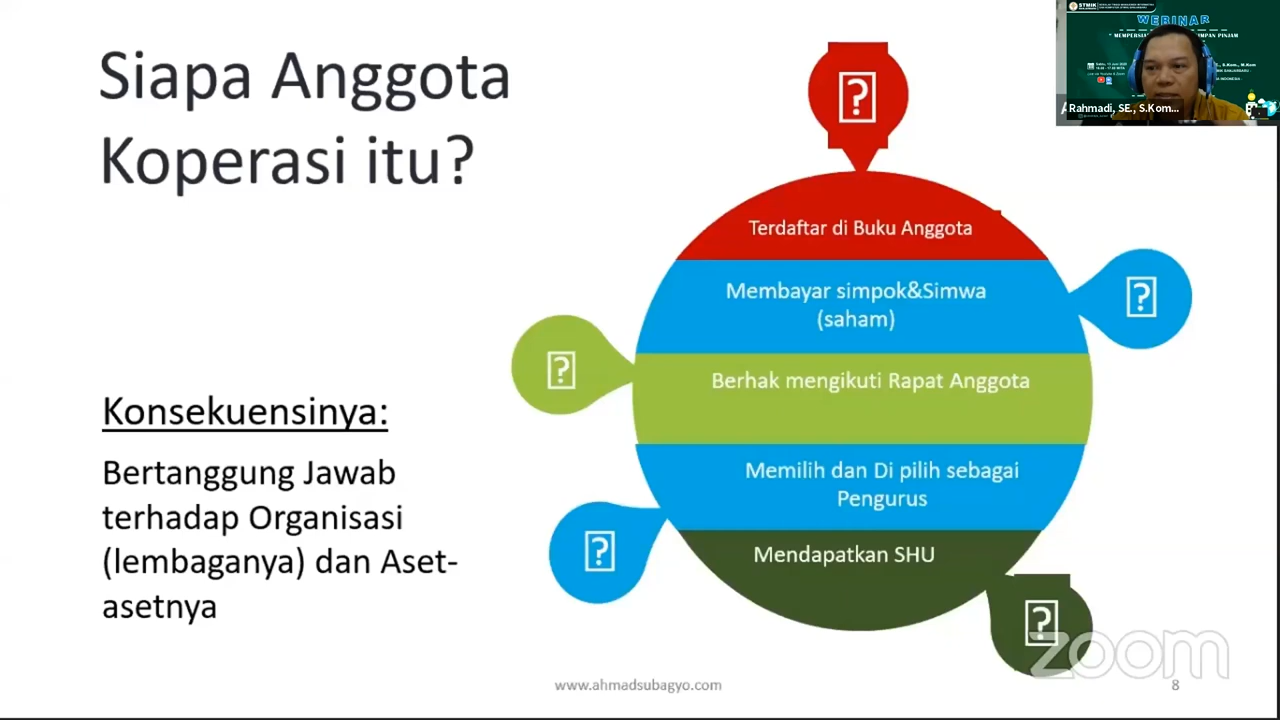 Siapa Anggota
Koperasi itu?
Konsekuensinya:
Bertanggung Jawab
terhadap Organisasi
(lembaganya) dan Aset-
asetnya
Terdaftar di Buku Anggota
Membayar simpok&Simwa
(saham)
Berhak mengikuti Rapat Anggota
Memilih dan Di pilih sebagai
Pengurus
Mendapatkan SHU
www.ahmadsubagyo.com
8
zoom
STMIK
WEBINAR
Rahmadi, SE., S.Kom...